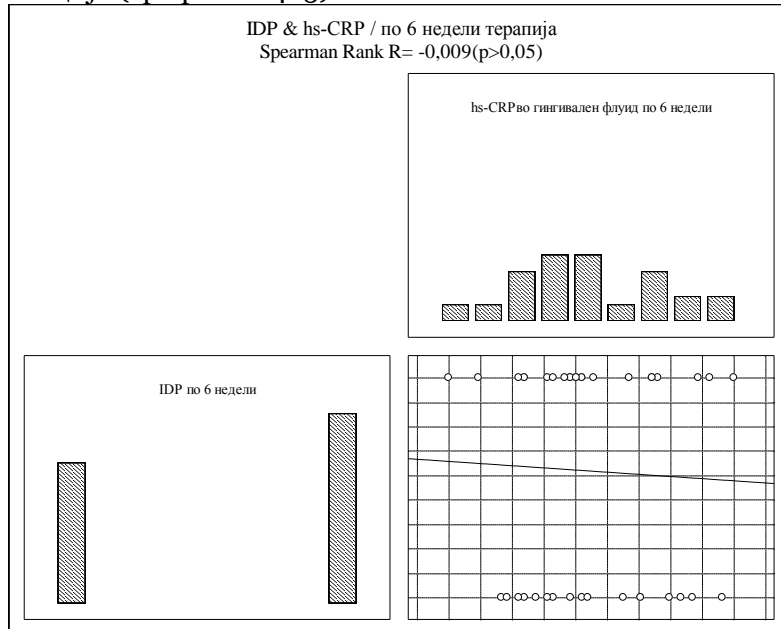 IDP & hs-CRP / по 6 недели терапија
Spearman Rank R= -0,009(p>0,05)
hs-CRPво гингивален флуид по 6 недели
IDP по 6 недели